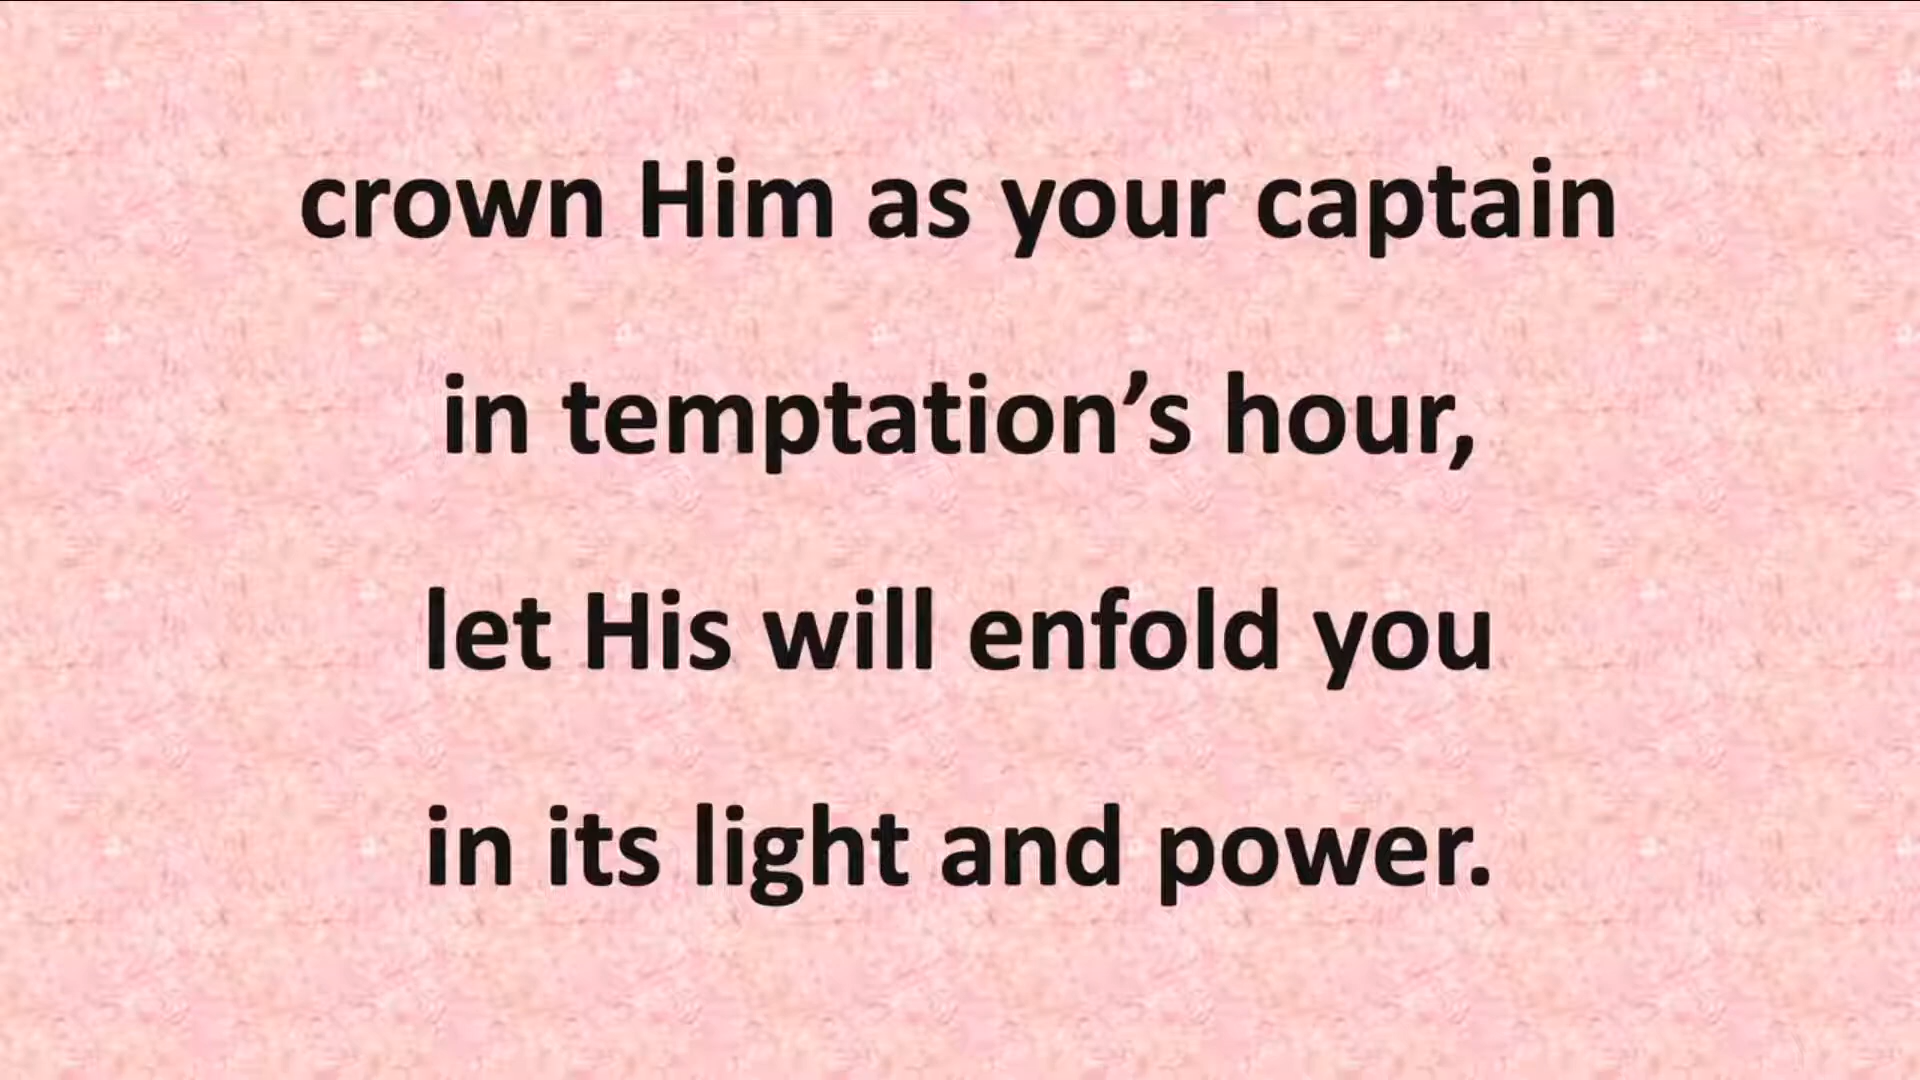 crown Him as your captain
in temptation’s hour,
let His will enfold you
in its light and power.